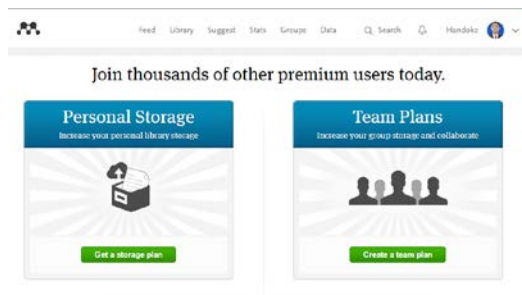 Feed Library Suggest Stats Groups Data Search Handoko
Join thousands of other premium users today.
Personal Storage
Increase your personal library storage
Get a storage plan
Team Plans
Increase your group storage and collaborate
Create a team plan